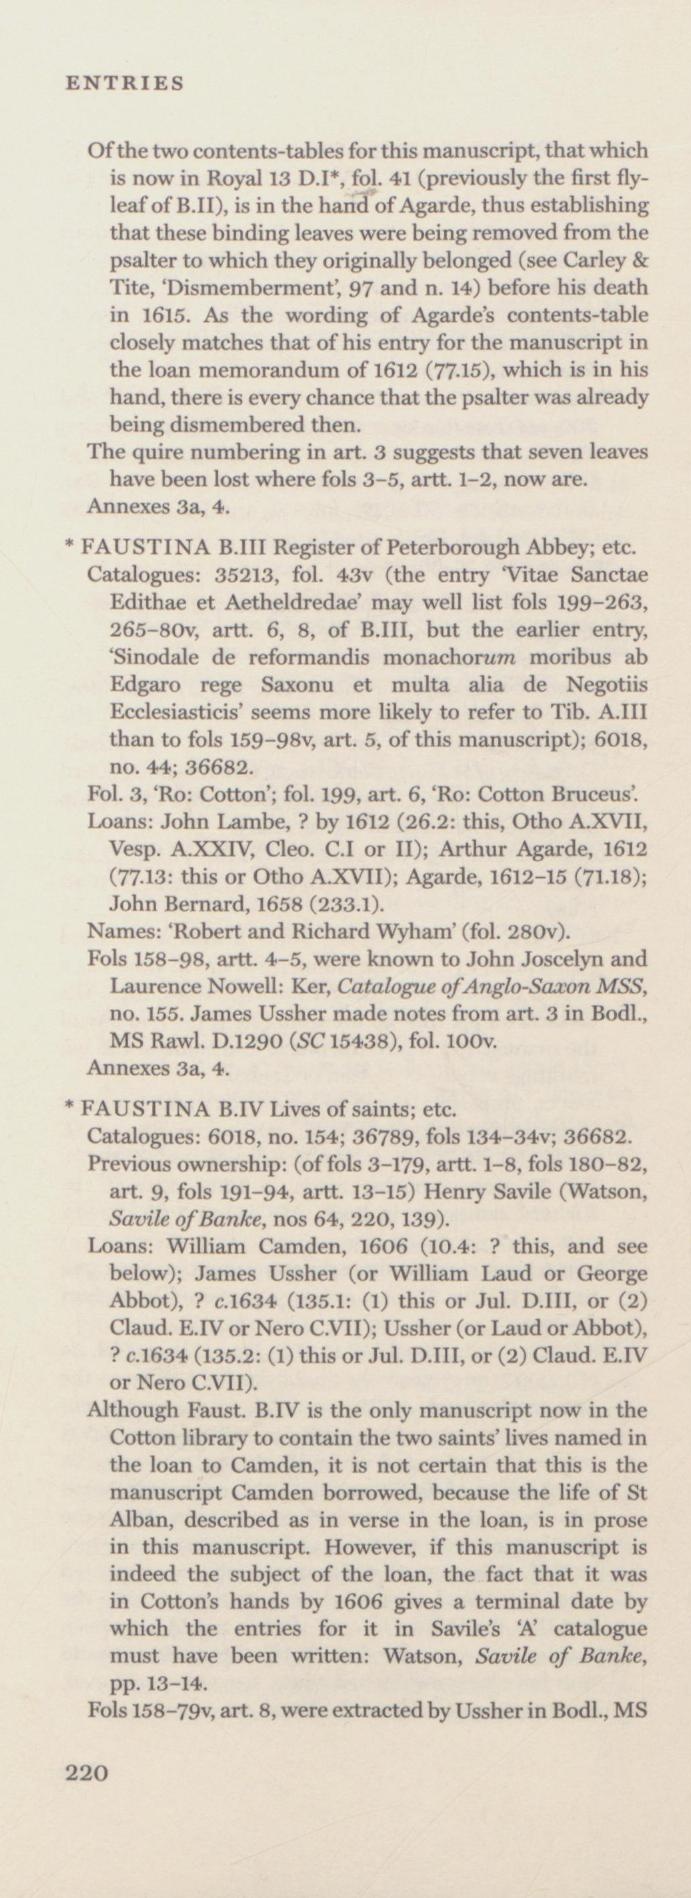 ENTRIES
Of the two contents-tables for this manuscript, that which
is now in Royal 13 D.I*, fol. 41 (previously the first fly-
leaf of B.II), is in the hand of Agarde, thus establishing
that these binding leaves were being removed from the
psalter to which they originally belonged (see Carley &
Tite, 'Dismemberment', 97 and n. 14) before his death
in 1615. As the wording of Agarde's contents-table
closely matches that of his entry for the manuscript in
the loan memorandum of 1612 (77.15), which is in his
hand, there is every chance that the psalter was already
being dismembered then.
The quire numbering in art. 3 suggests that seven leaves
have been lost where fols 3–5, artt. 1–2, now are.
Annexes 3a, 4.
* FAUSTINA B.III Register of Peterborough Abbey; etc.
Catalogues: 35213, fol. 43v (the entry 'Vitae Sanctae
Edithae et Aetheldredae' may well list fols 199–263,
265–80v, artt. 6, 8, of B.III, but the earlier entry,
'Sinodale de reformandis monachorum moribus ab
Edgaro rege Saxonu et multa alia de Negotiis
Ecclesiasticis' seems more likely to refer to Tib. A.III
than to fols 159–98v, art. 5, of this manuscript); 6018,
no. 44; 36682.
Fol. 3, 'Ro: Cotton'; fol. 199, art. 6, 'Ro: Cotton Bruceus'.
Loans: John Lambe, ? by 1612 (26.2: this, Otho A.XVII,
Vesp. A.XXIV, Cleo. C.I or II); Arthur Agarde, 1612
(77.13: this or Otho A.XVII); Agarde, 1612–15 (71.18);
John Bernard, 1658 (233.1).
Names: 'Robert and Richard Wyham' (fol. 280v).
Fols 158–98, artt. 4–5, were known to John Joscelyn and
Laurence Nowell: Ker, Catalogue of Anglo-Saxon MSS,
no. 155. James Ussher made notes from art. 3 in Bodl.,
MS Rawl. D.1290 (SC 15438), fol. 100v.
Annexes 3a, 4.
* FAUSTINA B.IV Lives of saints; etc.
Catalogues: 6018, no. 154; 36789, fols 134–34v; 36682.
Previous ownership: (of fols 3–179, artt. 1–8, fols 180–82,
art. 9, fols 191–94, artt. 13–15) Henry Savile (Watson,
Savile of Banke, nos 64, 220, 139).
Loans: William Camden, 1606 (10.4: ? this, and see
below); James Ussher (or William Laud or George
Abbot), ? c.1634 (135.1: (1) this or Jul. D.III, or (2)
Claud. E.IV or Nero C.VII); Ussher (or Laud or Abbot),
? c.1634 (135.2: (1) this or Jul. D.III, or (2) Claud. E.IV
or Nero C.VII).
Although Faust. B.IV is the only manuscript now in the
Cotton library to contain the two saints' lives named in
the loan to Camden, it is not certain that this is the
manuscript Camden borrowed, because the life of St
Alban, described as in verse in the loan, is in prose
in this manuscript. However, if this manuscript is
indeed the subject of the loan, the fact that it was
in Cotton's hands by 1606 gives a terminal date by
which the entries for it in Savile's 'A' catalogue
must have been written: Watson, Savile of Banke,
pp. 13–14.
Fols 158–79v, art. 8, were extracted by Ussher in Bodl., MS
220